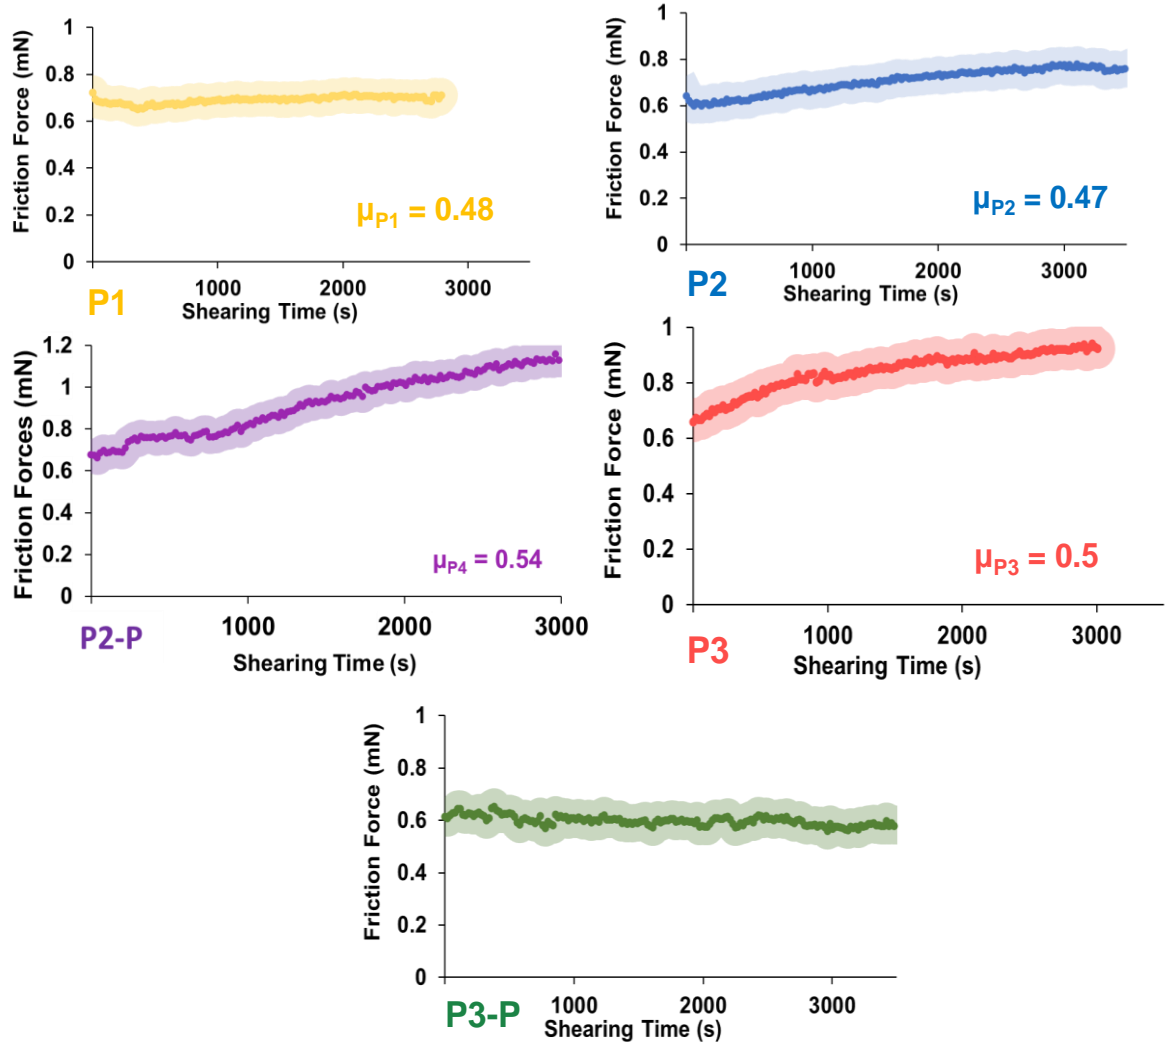 Friction Force (mN)
1
0.8
0.6
0.4
0.2
0
1000
2000
3000
μP1 = 0.48
P1
Shearing Time (s)
Friction Force (mN)
1
0.8
0.6
0.4
0.2
0
1000
2000
3000
μP2 = 0.47
P2
Shearing Time (s)
Friction Forces (mN)
1.2
1
0.8
0.6
0.4
0.2
0
1000
2000
3000
μP4 = 0.54
P2-P
Shearing Time (s)
Friction Force (mN)
1
0.8
0.6
0.4
0.2
0
1000
2000
3000
μP3 = 0.5
P3
Shearing Time (s)
Friction Force (mN)
1
0.8
0.6
0.4
0.2
0
1000
2000
3000
P3-P
Shearing Time (s)